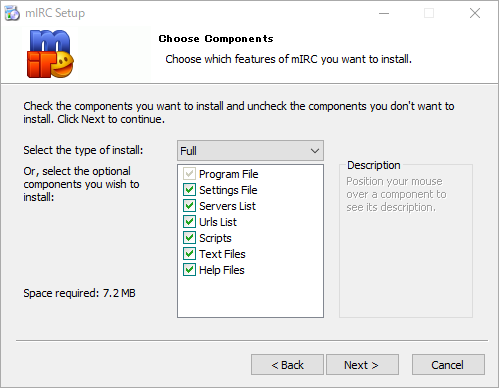 mIRC Setup
mIrc
Choose Components
Choose which features of mIRC you want to install.
Check the components you want to install and uncheck the components you don't want to
install. Click Next to continue.
Select the type of install:
Full
Or, select the optional
components you wish to
install:
Program File
Settings File
Servers List
Urls List
Scripts
Text Files
Help Files
Description
Position your mouse
over a component to
see its description.
Space required: 7.2 MB
< Back
Next >
Cancel